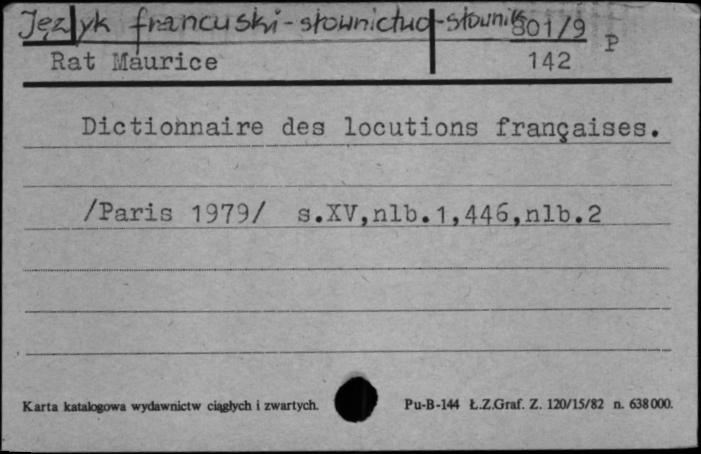 Język francuski-słownictwo-słownik 801/9 P
Rat Maurice 142
Dictionnaire des locutions françaises.
/Paris 1979/ s.XV,nlb.1,446,nlb.2
Karta katalogowa wydawnictw ciągłych i zwartych. Pu-B-144 Ł.Z.Graf. Z. 120/15/82 n. 638000.